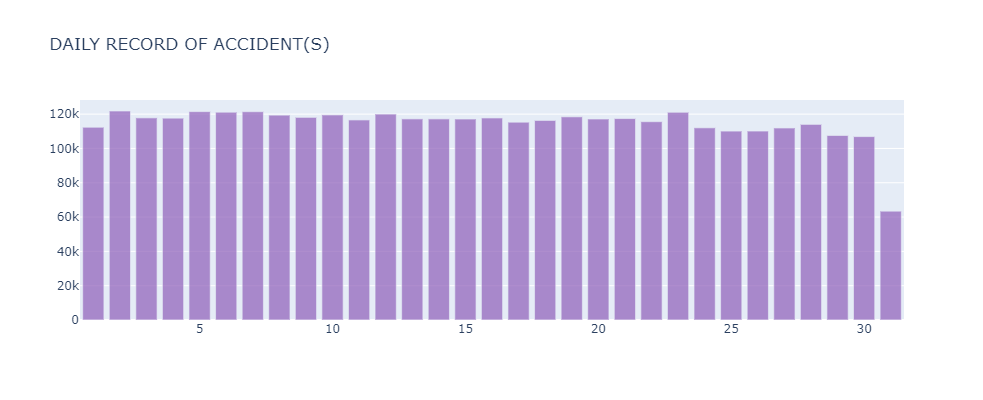 DAILY RECORD OF ACCIDENT(S)
120k
100k
80k
60k
40k
20k
0
5 10 15 20 25 30